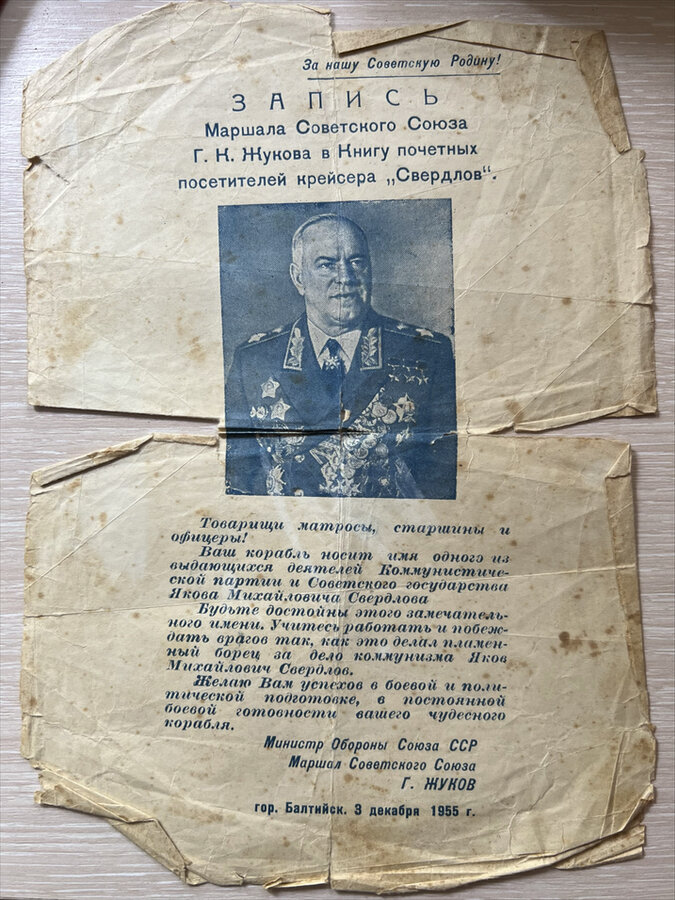 За нашу Советскую Родину!
ЗАПИСЬ
Маршала Советского Союза
Г. К. Жукова в Книгу почетных
посетителей крейсера „Свердлов“.
Товарищи матросы, старшины и
офицеры!
Ваш корабль носит имя одного из
выдающихся деятелей Коммунистиче-
ской партии и Советского государства
Якова Михайловича Свердлова
Будьте достойны этого замечатель-
ного имени. Учитесь работать и побеж-
дать врагов так, как это делал пламен-
ный борец за дело коммунизма Яков
Михайлович Свердлов.
Желаю Вам успехов в боевой и поли-
тической подготовке, в постоянной
боевой готовности вашего чудесного
корабля.
Министр Обороны Союза ССР
Маршал Советского Союза
Г. ЖУКОВ
гор. Балтийск. 3 декабря 1955 г.